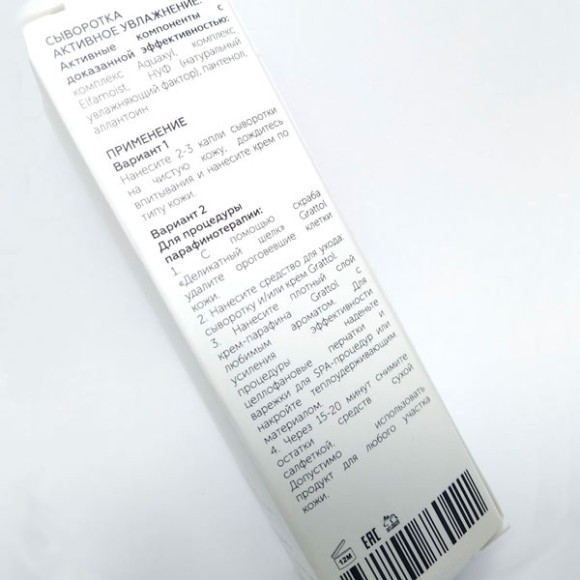 СЫВОРОТКА
АКТИВНОЕ УВЛАЖНЕНИЕ.
Активные компоненты с
доказанной эффективностью:
комплекс Aquaxyl, комплекс
Elfamoist, НУФ (натуральный
увлажняющий фактор), пантенол,
аллантоин
ПРИМЕНЕНИЕ
Вариант 1
Нанесите 2-3 капли сыворотки
на чистую кожу, дождитесь
впитывания и нанесите крем по
типу кожи.
Вариант 2
Для процедуры
парафинотерапии:
1. С помощью скраба
«Деликатный шелк» Grattol
удалите ороговевшие клетки
кожи.
2. Нанесите средство для ухода:
сыворотку и/или крем Grattol.
3. Нанесите плотный слой
крем-парафина Grattol с
любимым ароматом. Для
усиления эффективности
процедуры наденьте
целлофановые перчатки и
варежки для SPA-процедур или
накройте теплоудерживающим
материалом.
4. Через 15-20 минут снимите
остатки средств сухой
салфеткой.
Допустимо использовать
продукт для любого участка
кожи.
12M
EAC